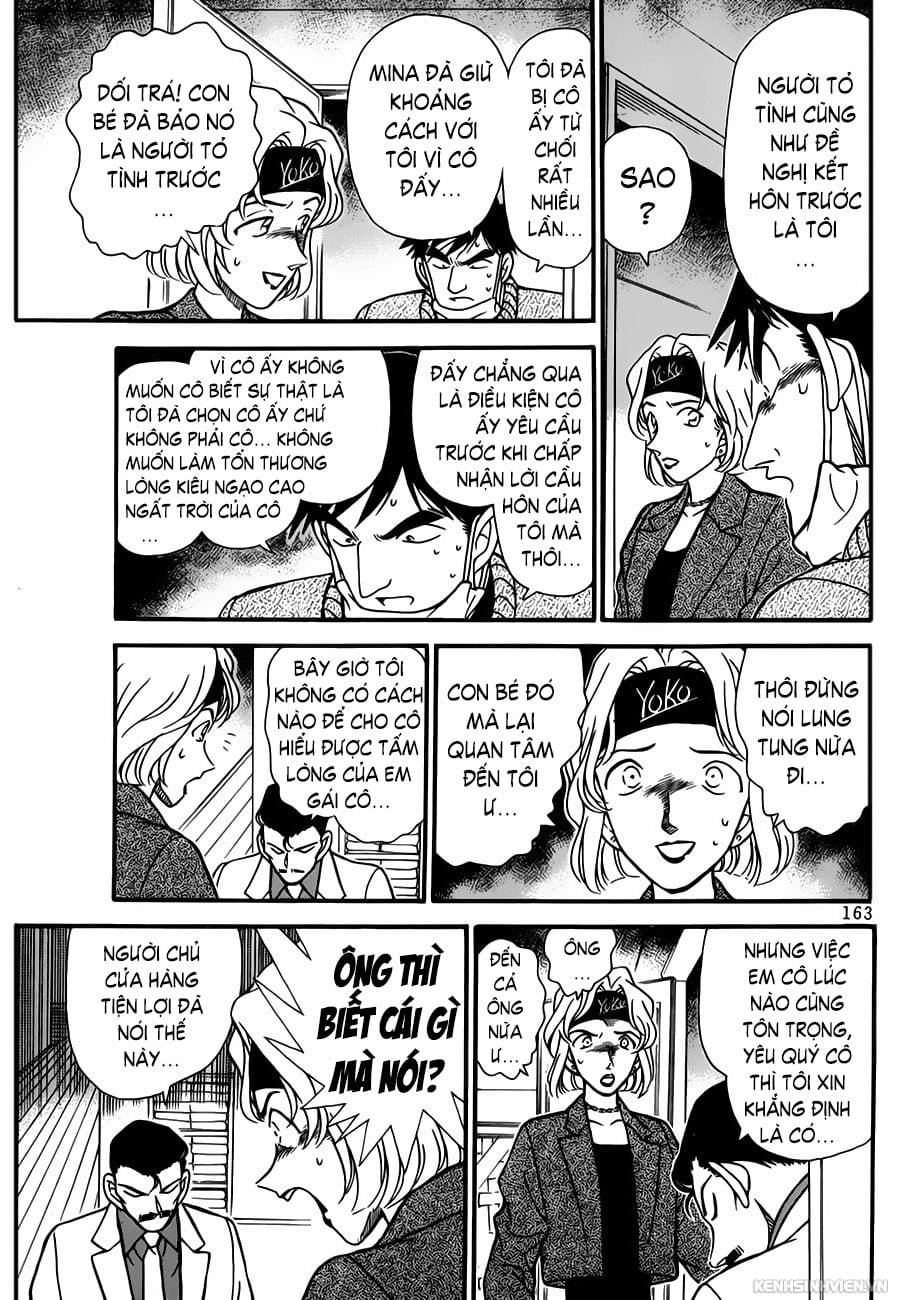 NGƯỜI TỎ
TÌNH CŨNG
NHƯ ĐỀ
NGHỊ KẾT
HÔN TRƯỚC
LÀ TÔI
...
SAO
?
YOKO
TÔI ĐÃ
BỊ CÔ
ẤY TỪ
CHỐI
RẤT
NHIỀU
LẦN...
MINA ĐÃ GIỮ
KHOẢNG
CÁCH VỚI
TÔI VÌ CÔ
ĐẤY...
DỐI TRÁ! CON
BÉ ĐÃ BẢO NÓ
LÀ NGƯỜI TỎ
TÌNH TRƯỚC
...
YOKO
ĐẤY CHẲNG QUA
LÀ ĐIỀU KIỆN CÔ
ẤY YÊU CẦU
TRƯỚC KHI CHẤP
NHẬN LỜI CẦU
HÔN CỦA
TÔI MÀ
THÔI.
VÌ CÔ ẤY KHÔNG
MUỐN CÔ BIẾT SỰ THẬT LÀ
TÔI ĐÃ CHỌN CÔ ẤY CHỨ
KHÔNG PHẢI CÔ... KHÔNG
MUỐN LÀM TỔN THƯƠNG
LÒNG KIÊU NGẠO CAO
NGẤT TRỜI CỦA CÔ
...
THÔI ĐỪNG
NÓI LUNG
TUNG NỮA
ĐI...
YOKO
CON BÉ ĐÓ
MÀ LẠI
QUAN TÂM
ĐẾN TÔI
Ư...
BÂY GIỜ TÔI
KHÔNG CÓ CÁCH
NÀO ĐỂ CHO CÔ
HIỂU ĐƯỢC TẤM
LÒNG CỦA EM
GÁI CÔ...
163
NHƯNG VIỆC
EM CÔ LÚC
NÀO CŨNG
TÔN TRỌNG,
YÊU QUÝ CÔ
THÌ TÔI XIN
KHẲNG ĐỊNH
LÀ CÓ...
ÔNG
...
ĐẾN
CẢ
ÔNG
NỮA
Ư...
YOKO
ÔNG THÌ
BIẾT CÁI GÌ
MÀ NÓI?
NGƯỜI CHỦ
CỬA HÀNG
TIỆN LỢI ĐÃ
NÓI THẾ
NÀY...
KENHSINHVIEN.VN